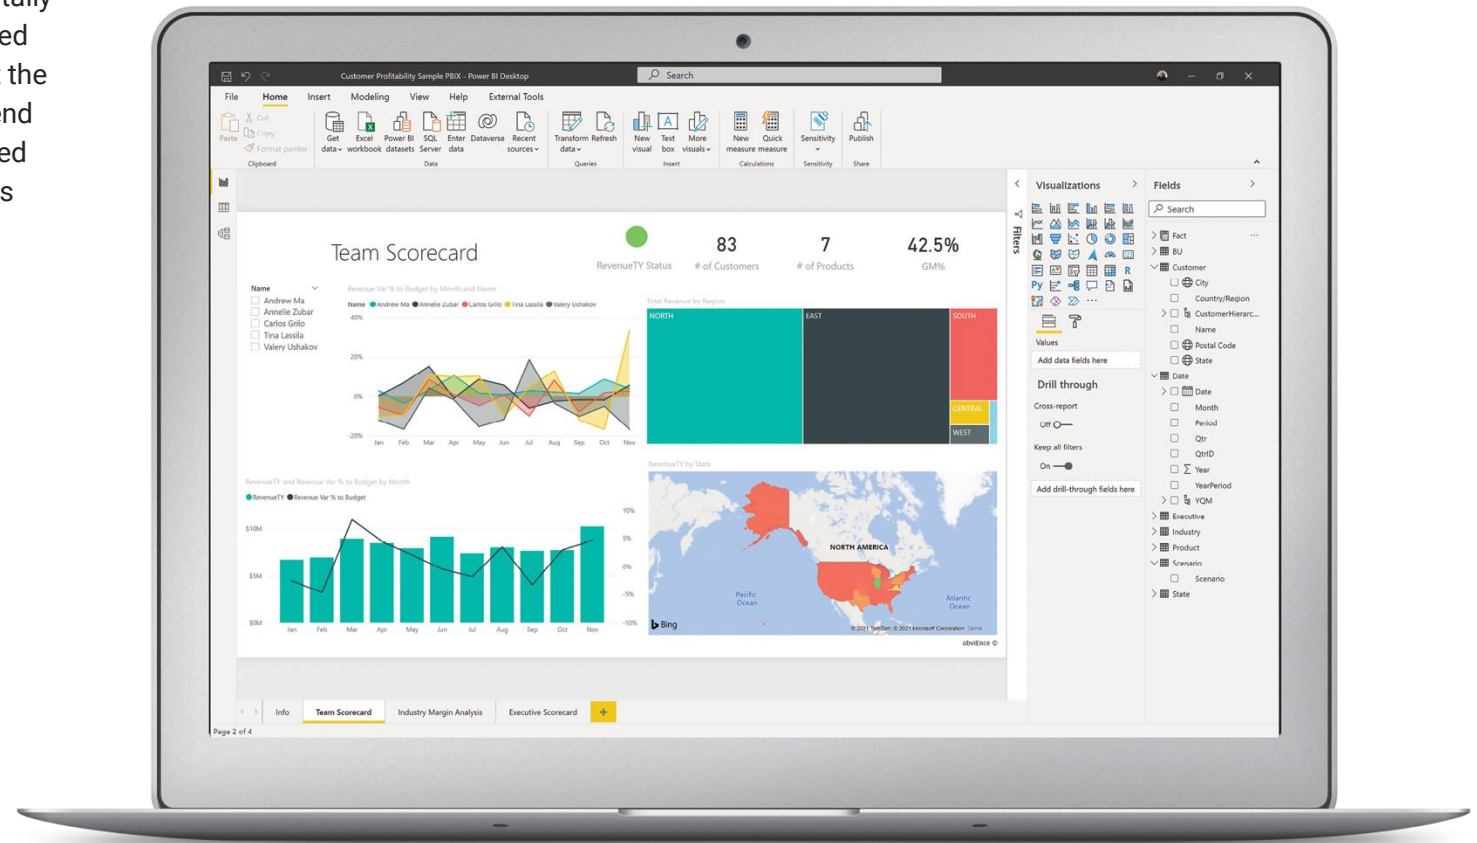 tally
ed
t the
end
ed
s
Customer Profitability Sample PBIX - Power BI Desktop
Search
File Home Insert Modeling View Help External Tools
Paste
Cut
Copy
Format painter
Get data
Excel workbook
Power BI datasets
SQL Server
Enter data
Dataverse
Recent sources
Transform data
Refresh
New visual
Text box
More visuals
New measure
Quick measure
Sensitivity
Publish
Clipboard Data Queries Insert Calculations Sensitivity Share
Team Scorecard
RevenueTY Status
83
# of Customers
7
# of Products
42.5%
GM%
Name
Andrew Ma
Annelie Zubar
Carlos Grilo
Tina Lassila
Valery Ushakov
Revenue Var % to Budget by Month and Name
Name Andrew Ma Annelie Zubar Carlos Grilo Tina Lassila Valery Ushakov
40%
20%
0%
-20%
Jan Feb Mar Apr May Jun Jul Aug Sep Oct Nov
Total Revenue by Region
NORTH
EAST
SOUTH
CENTRAL
WEST
RevenueTY and Revenue Var % to Budget by Month
RevenueTY Revenue Var % to Budget
$10M
$5M
$0M
10%
5%
0%
-5%
-10%
Jan Feb Mar Apr May Jun Jul Aug Sep Oct Nov
RevenueTY by State
NORTH AMERICA
Pacific
Ocean
Atlantic
Ocean
Bing
© 2021 TomTom, © 2021 Microsoft Corporation Terms
obviEnce ©
Filters
Visualizations
R
Py
Values
Add data fields here
Drill through
Cross-report
Off
Keep all filters
On
Add drill-through fields here
Fields
Search
Fact
BU
Customer
City
Country/Region
CustomerHierarc...
Name
Postal Code
State
Date
Date
Month
Period
Qtr
QtrID
Year
YearPeriod
YQM
Executive
Industry
Product
Scenario
Scenario
State
Info Team Scorecard Industry Margin Analysis Executive Scorecard
Page 2 of 4